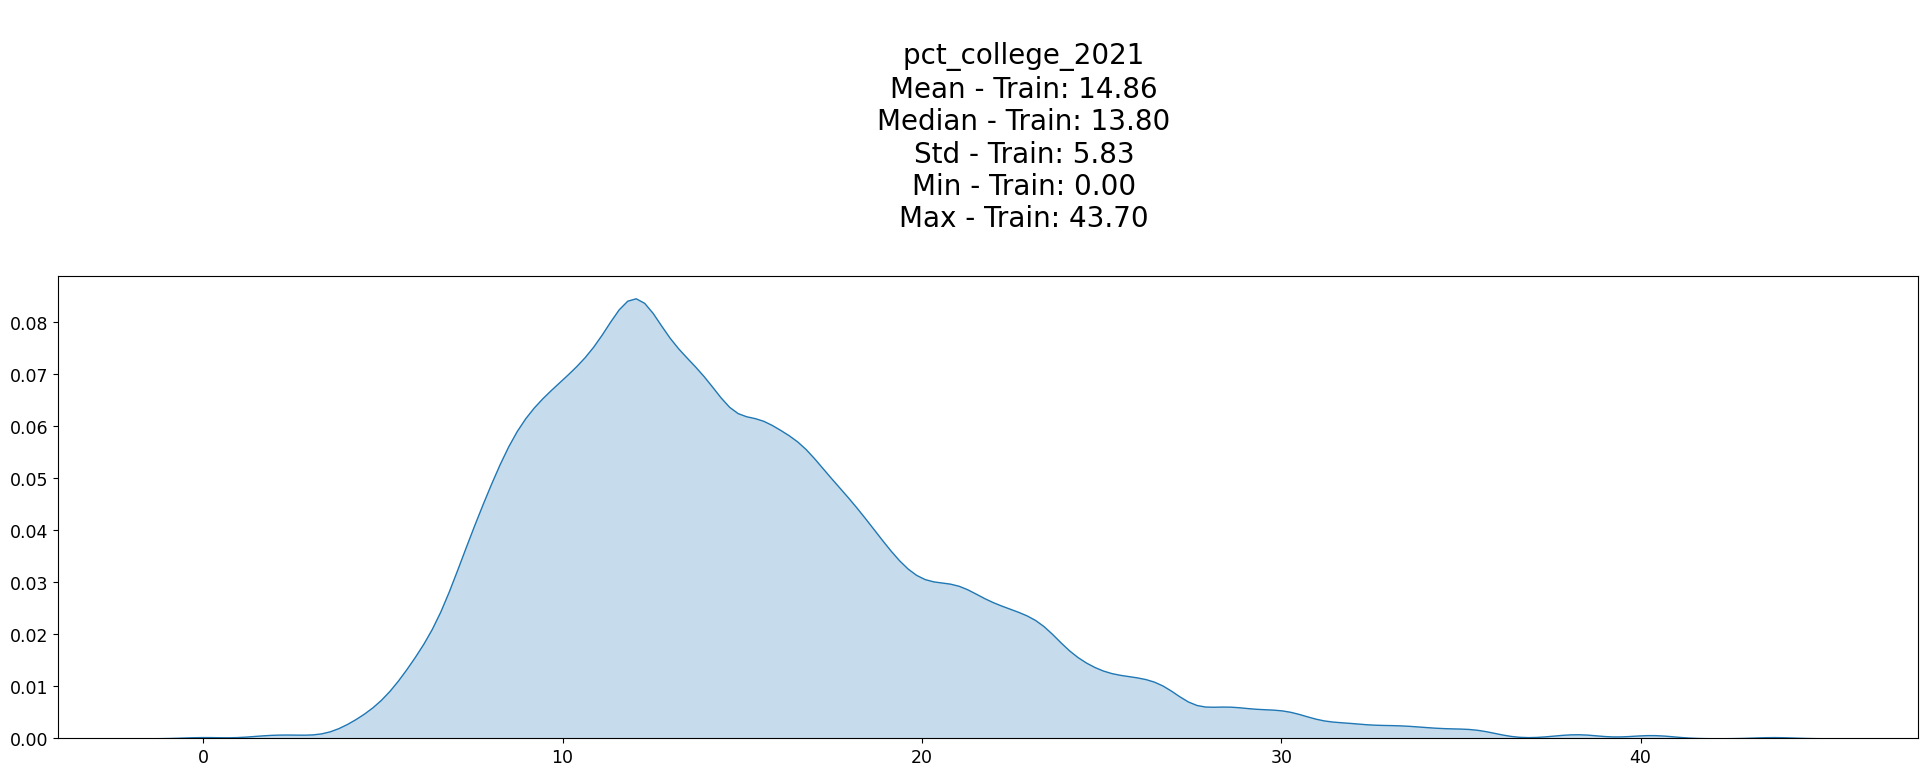 pct_college_2021
Mean - Train: 14.86
Median - Train: 13.80
Std - Train: 5.83
Min - Train: 0.00
Max - Train: 43.70
0.08
0.07
0.06
0.05
0.04
0.03
0.02
0.01
0.00
0 10 20 30 40